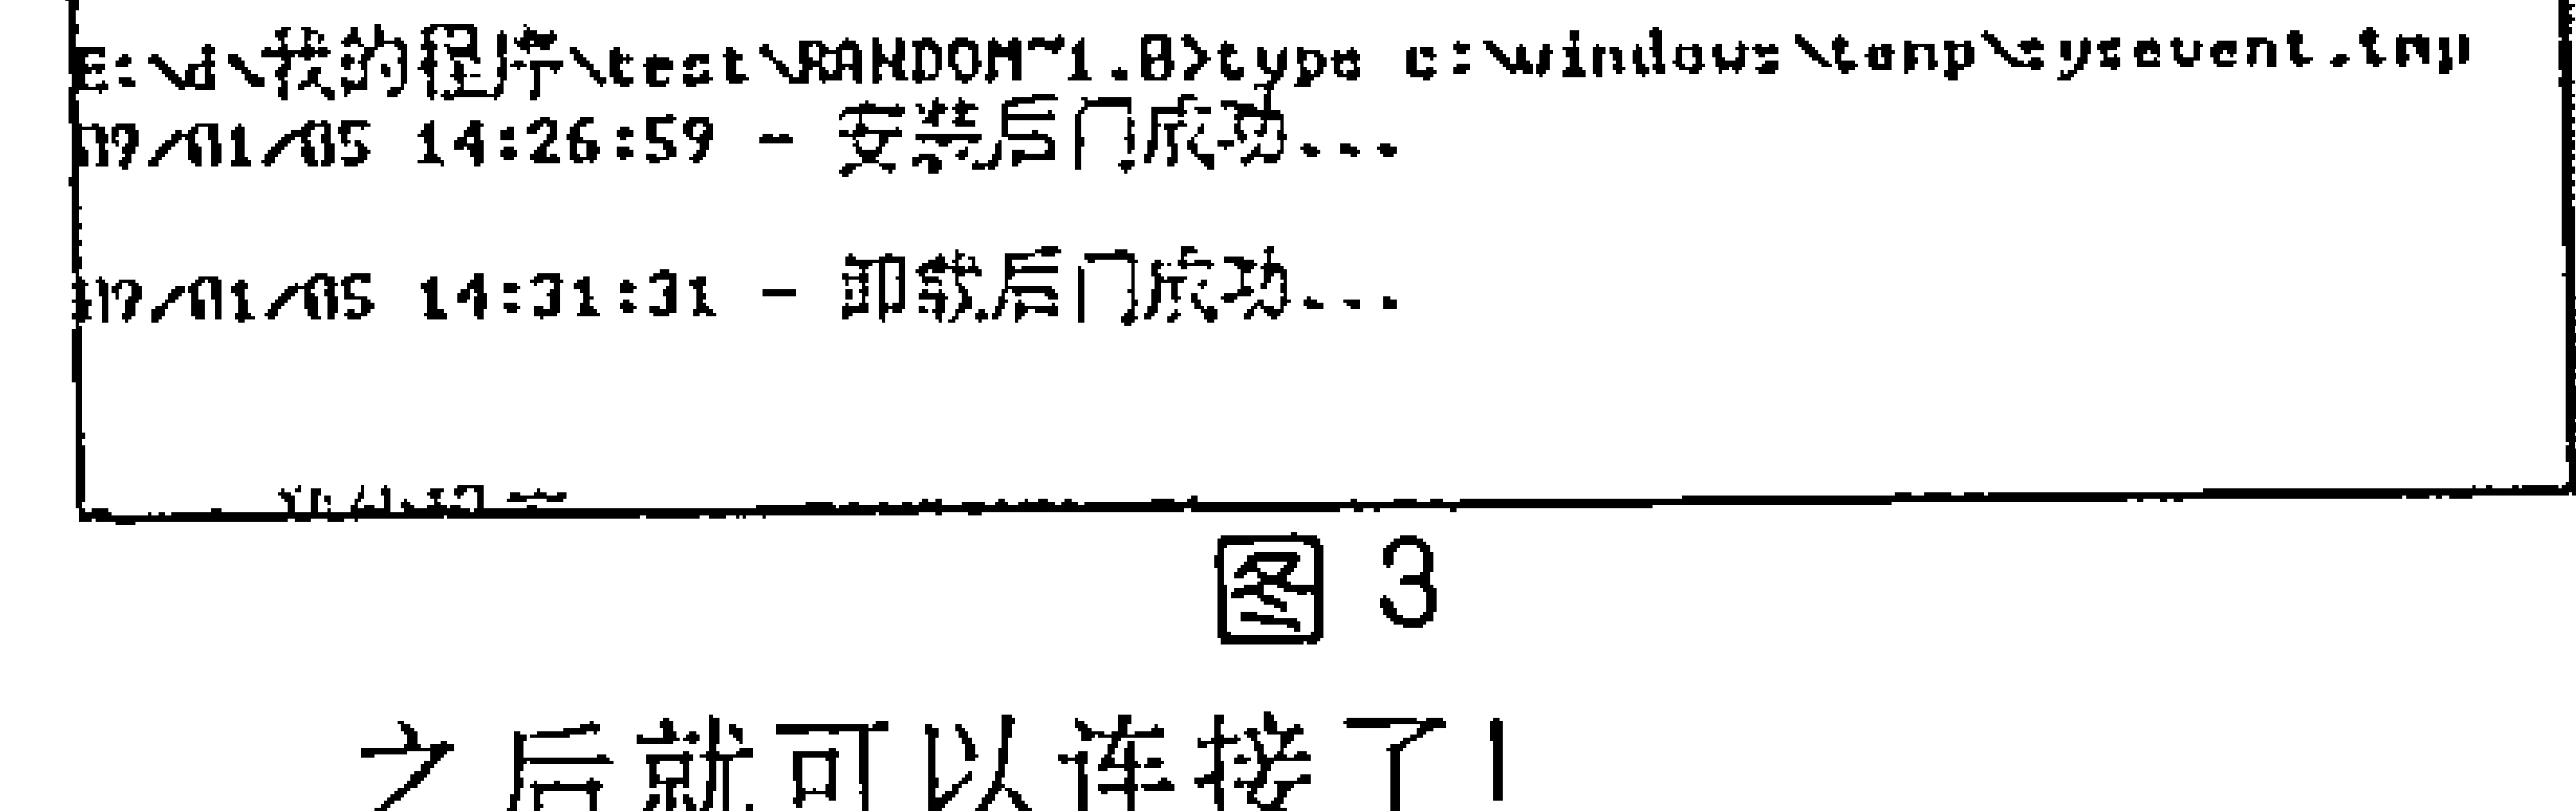 E:\d\我的程序\test\RANDOM~1.0>type c:\windows\temp\sysevent.tmp
09/01/05 14:26:59 - 安装后门成功...
09/01/05 14:31:31 - 卸载后门成功...
图 3
之后就可以连接了！